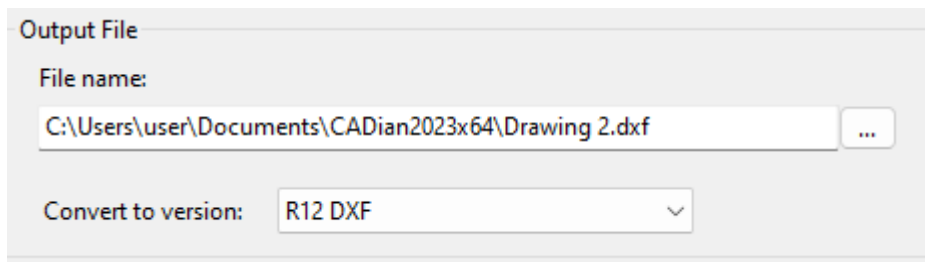 Output File
File name:
C:\Users\user\Documents\CADian2023x64\Drawing 2.dxf
...
Convert to version: R12 DXF